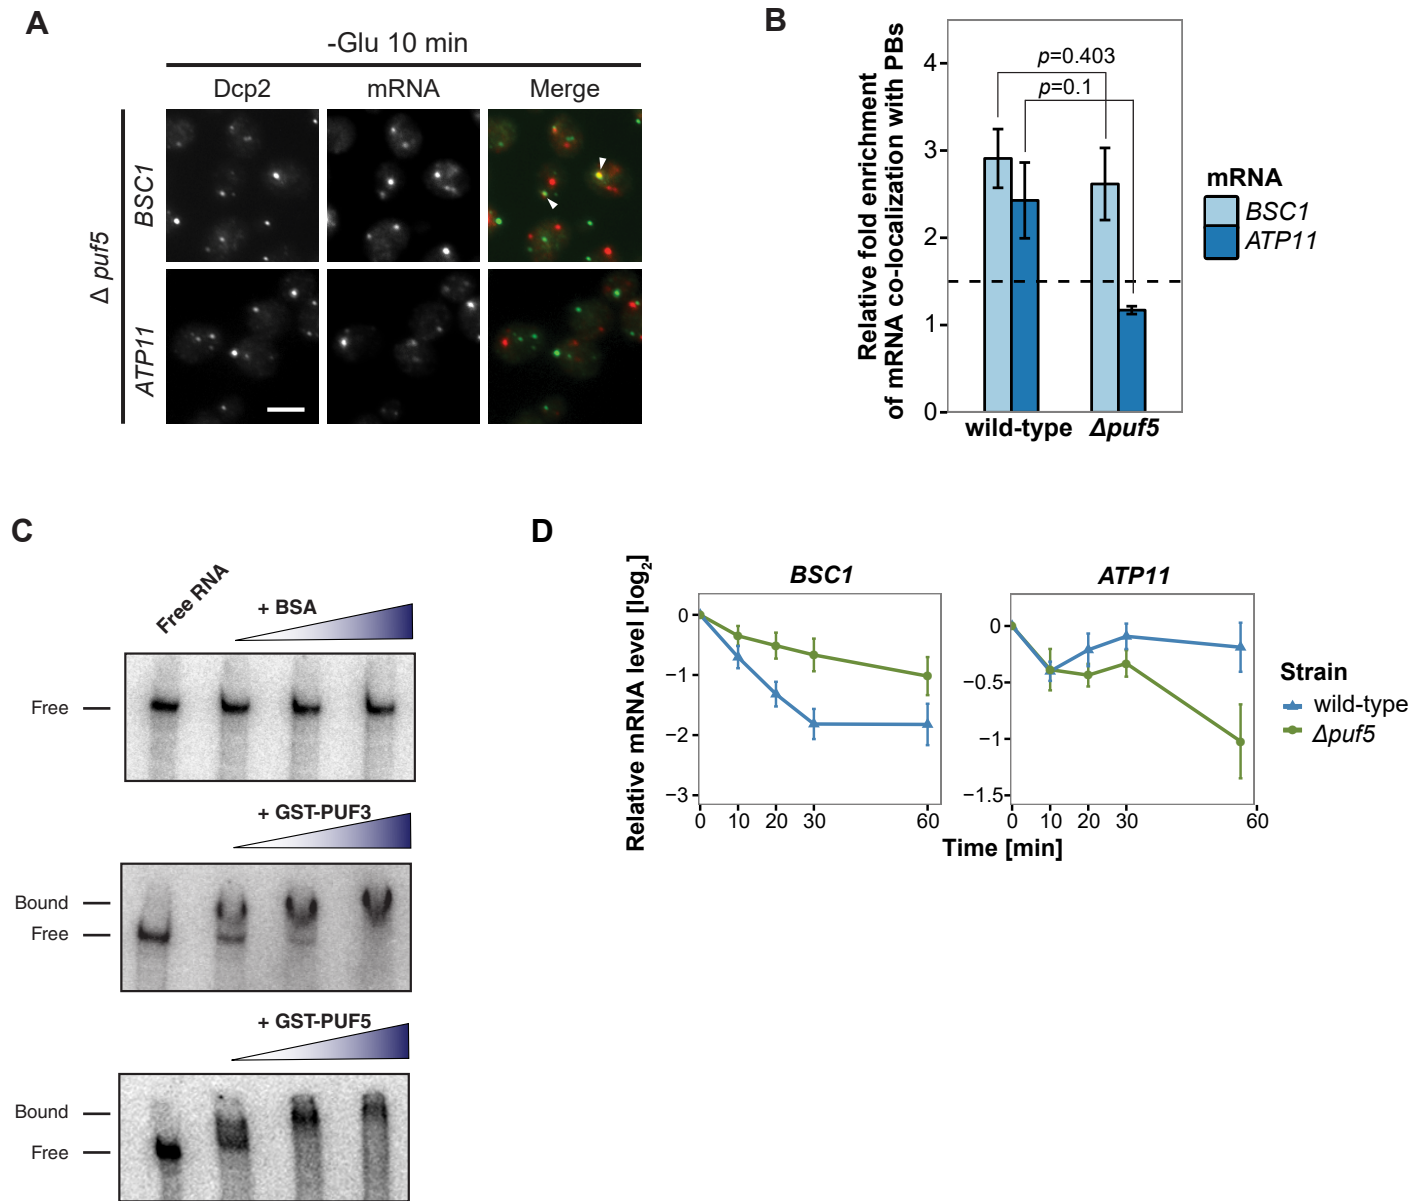 A
-Glu 10 min
Dcp2 mRNA Merge
Δ puf5
BSC1
ATP11
B
Relative fold enrichment
of mRNA co-localization with PBs
4
3
2
1
0
p=0.403
p=0.1
wild-type Δpuf5
mRNA
BSC1
ATP11
C
Free RNA
+ BSA
Free
+ GST-PUF3
Bound
Free
+ GST-PUF5
Bound
Free
D
Relative mRNA level [log2]
BSC1
0
−1
−2
−3
0 10 20 30 60
ATP11
0
−0.5
−1
−1.5
0 10 20 30 60
Time [min]
Strain
wild-type
Δpuf5